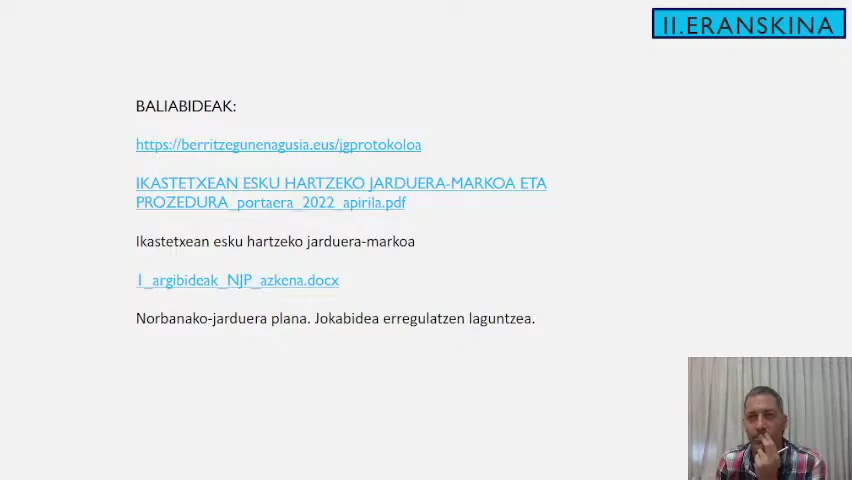 II.ERANSKINA
BALIABIDEAK:
https://berritzegunenagusia.eus/jgprotokoloa
IKASTETXEAN ESKU HARTZEKO JARDUERA-MARKOA ETA
PROZEDURA_portaera_2022_apirila.pdf
Ikastetxean esku hartzeko jarduera-markoa
1_argibideak_NJP_azkena.docx
Norbanako-jarduera plana. Jokabidea erregulatzen laguntzea.